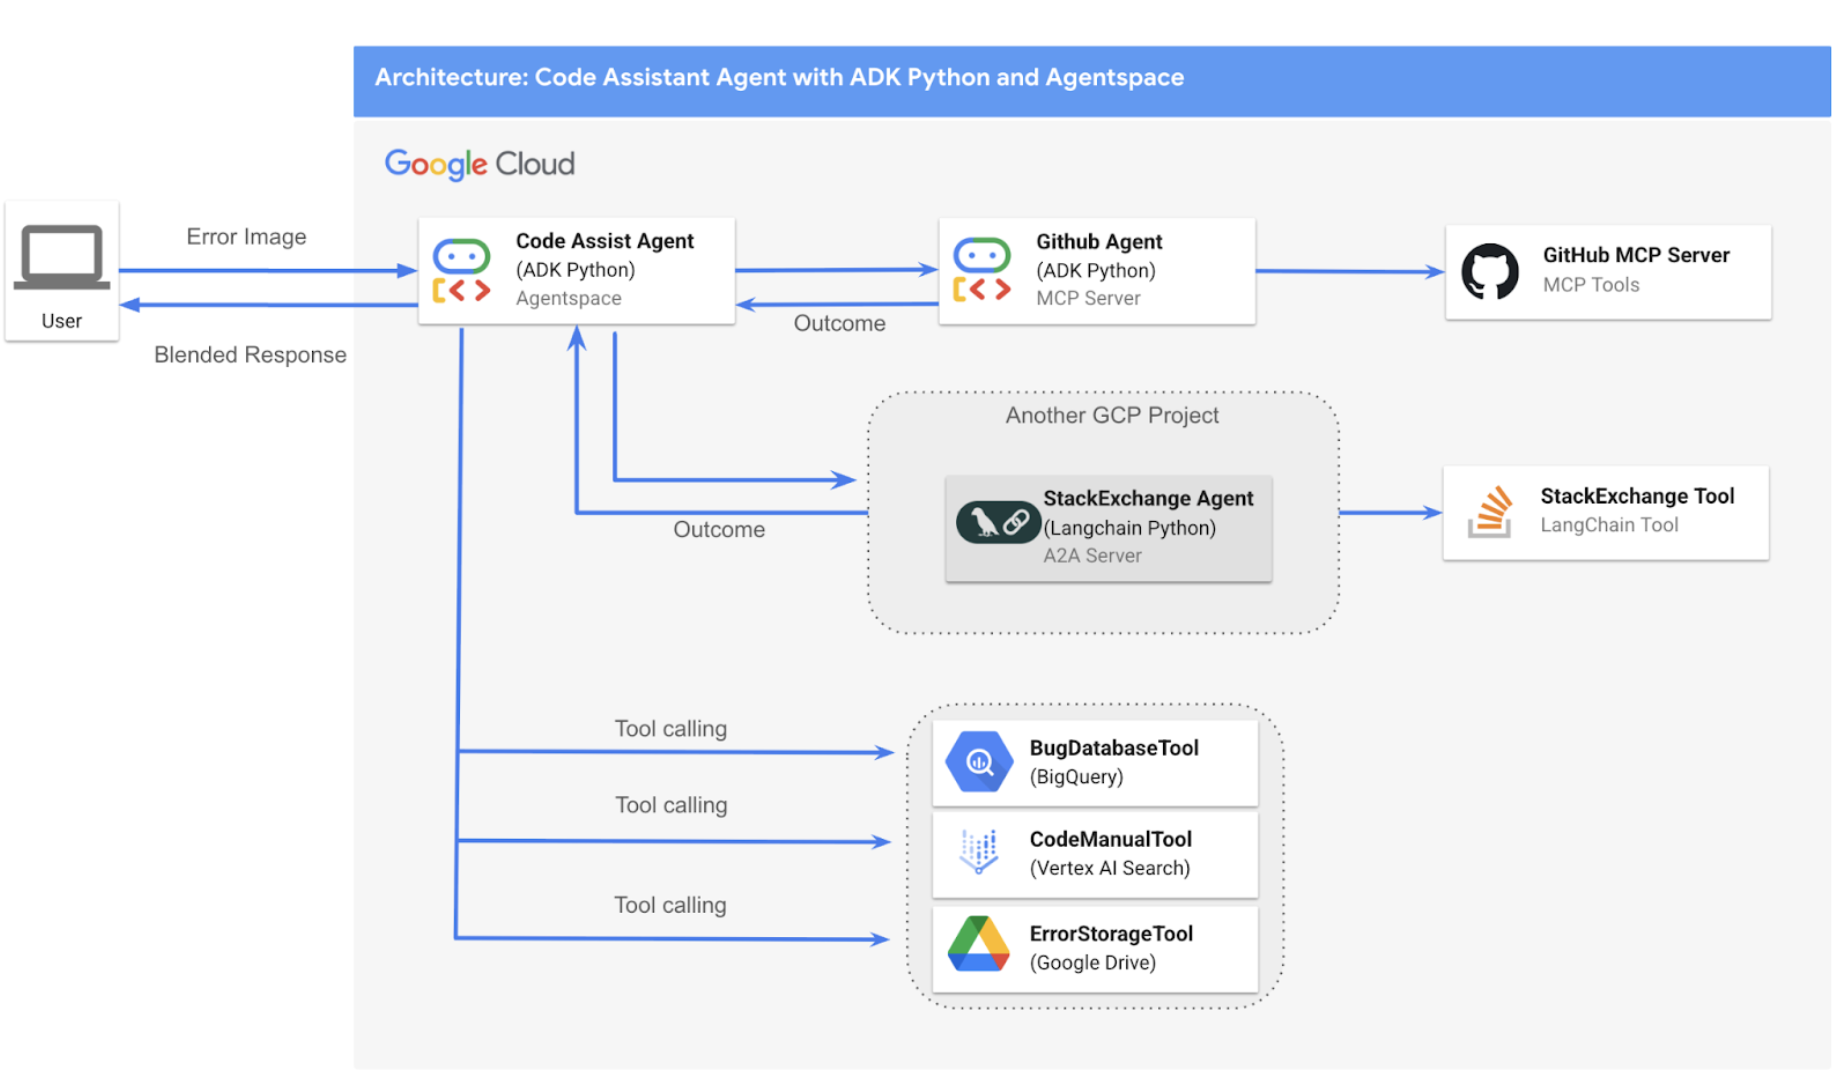 Architecture: Code Assistant Agent with ADK Python and Agentspace
Google Cloud
User
Error Image
Blended Response
Code Assist Agent
(ADK Python)
Agentspace
Outcome
Github Agent
(ADK Python)
MCP Server
GitHub MCP Server
MCP Tools
Another GCP Project
Outcome
StackExchange Agent
(Langchain Python)
A2A Server
StackExchange Tool
LangChain Tool
Tool calling
BugDatabaseTool
(BigQuery)
Tool calling
CodeManualTool
(Vertex AI Search)
Tool calling
ErrorStorageTool
(Google Drive)